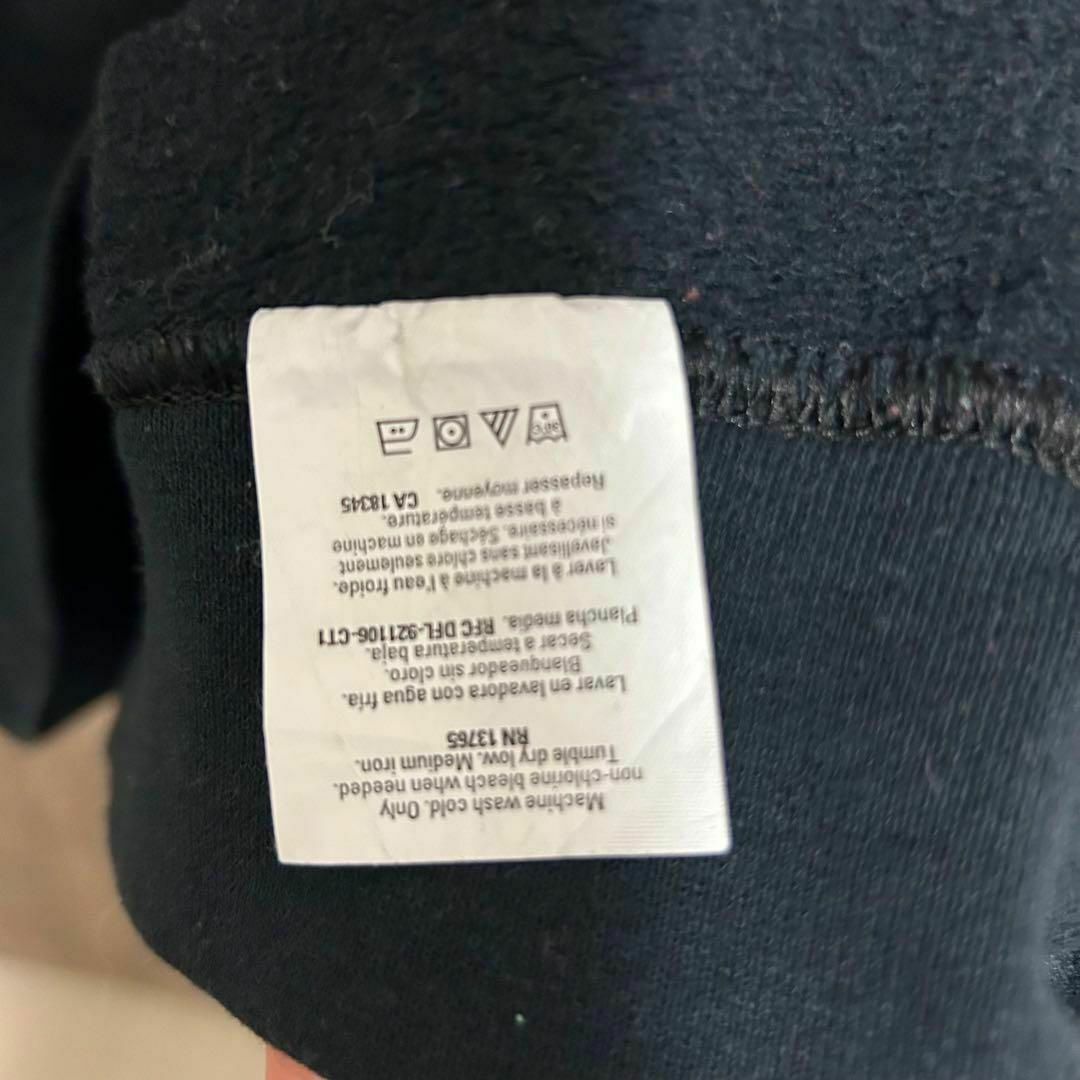 Machine wash cold. Only
non-chlorine bleach when needed.
Tumble dry low. Medium iron.
RN 13765
Lavar en lavadora con agua fria.
Blanqueador sin cloro.
Secar a temperatura baja.
Plancha media. RFC DFL-921106-CT1
Laver à la machine à l'eau froide.
Javellisant sans chlore seulement
si nécessaire. Séchage en machine
à basse température.
Repasser moyenne. CA 18345
30°C